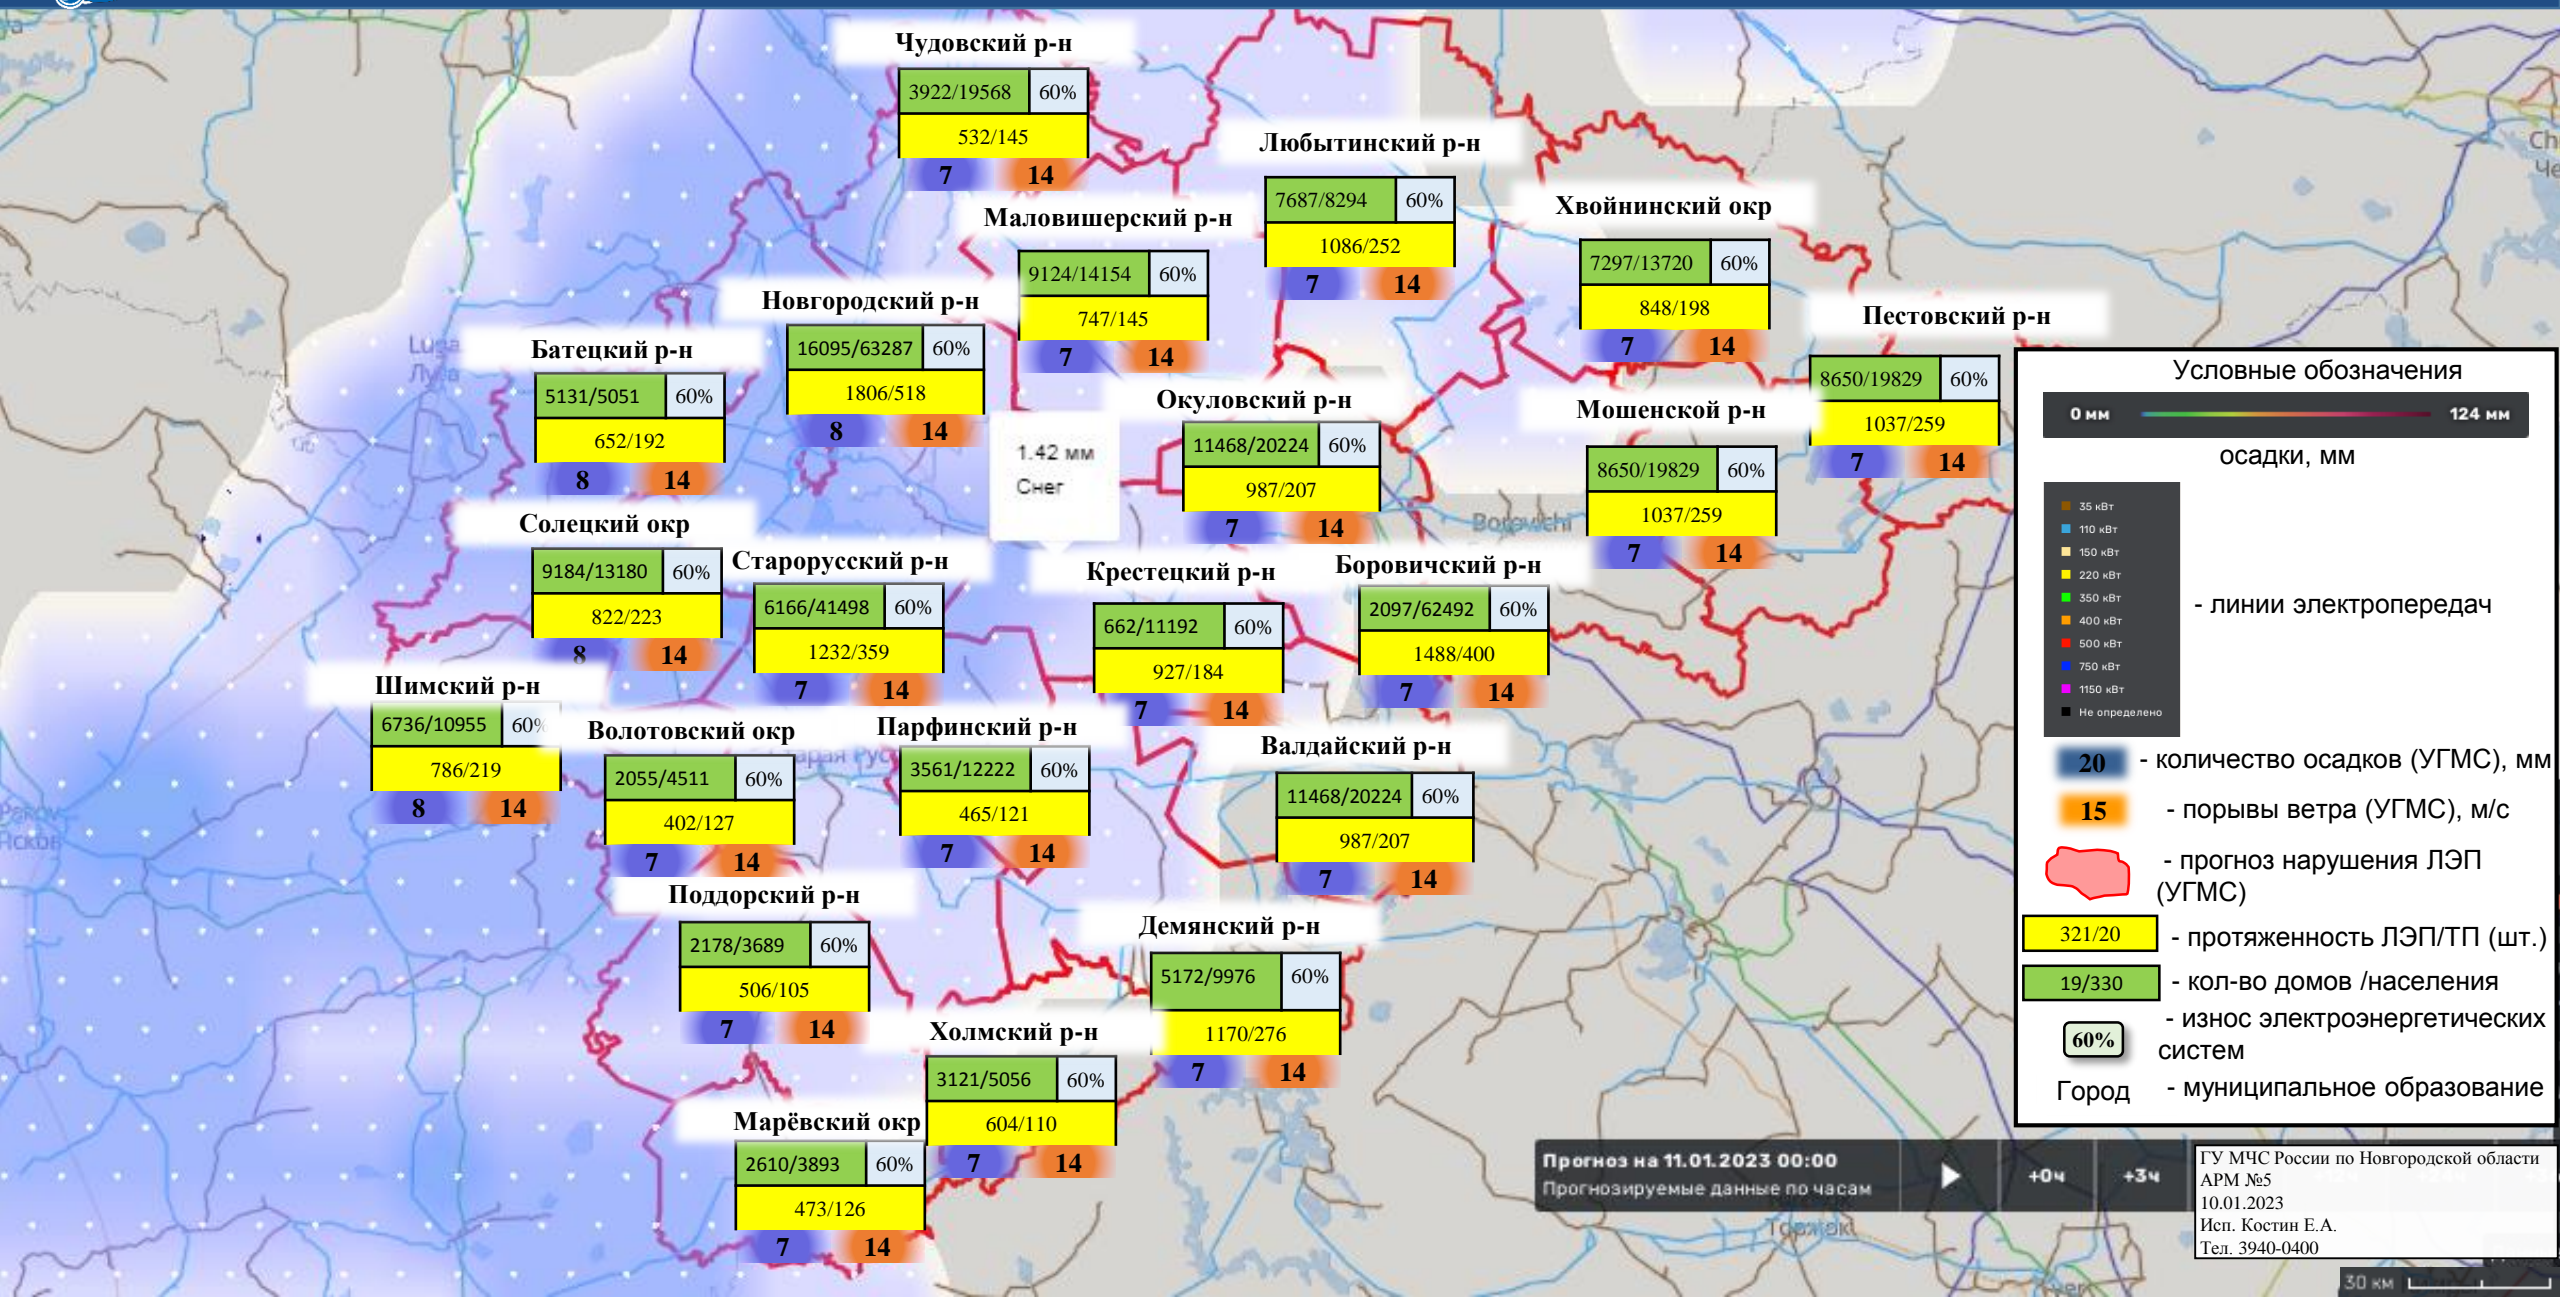 Чудовский р-н
3922/19568 60%
532/145
7 14
Любытинский р-н
7687/8294 60%
1086/252
7 14
Маловишерский р-н
9124/14154 60%
747/145
7 14
Хвойнинский окр
7297/13720 60%
848/198
7 14
Новгородский р-н
16095/63287 60%
1806/518
8 14
Пестовский р-н
8650/19829 60%
1037/259
7 14
Батецкий р-н
5131/5051 60%
652/192
8 14
Luga
Луга
Окуловский р-н
11468/20224 60%
987/207
7 14
Мошенской р-н
8650/19829 60%
1037/259
7 14
1.42 мм
Снег
Borovichi
Солецкий окр
9184/13180 60%
822/223
8 14
Старорусский р-н
6166/41498 60%
1232/359
7 14
Крестецкий р-н
662/11192 60%
927/184
7 14
Боровичский р-н
2097/62492 60%
1488/400
7 14
Шимский р-н
6736/10955 60%
786/219
8 14
Волотовский окр
2055/4511 60%
402/127
7 14
Парфинский р-н
3561/12222 60%
465/121
7 14
Валдайский р-н
11468/20224 60%
987/207
7 14
Поддорский р-н
2178/3689 60%
506/105
7 14
Демянский р-н
5172/9976 60%
1170/276
7 14
Холмский р-н
3121/5056 60%
604/110
7 14
Марёвский окр
2610/3893 60%
473/126
7 14
Условные обозначения
0 мм 124 мм
осадки, мм
35 кВт
110 кВт
150 кВт
220 кВт
350 кВт
400 кВт
500 кВт
750 кВт
1150 кВт
Не определено
- линии электропередач
20 - количество осадков (УГМС), мм
15 - порывы ветра (УГМС), м/с
- прогноз нарушения ЛЭП
(УГМС)
321/20 - протяженность ЛЭП/ТП (шт.)
19/330 - кол-во домов /населения
60% - износ электроэнергетических
систем
Город - муниципальное образование
Прогноз на 11.01.2023 00:00
Прогнозируемые данные по часам
+0ч +3ч
ГУ МЧС России по Новгородской области
АРМ №5
10.01.2023
Исп. Костин Е.А.
Тел. 3940-0400
Торжок
30 км